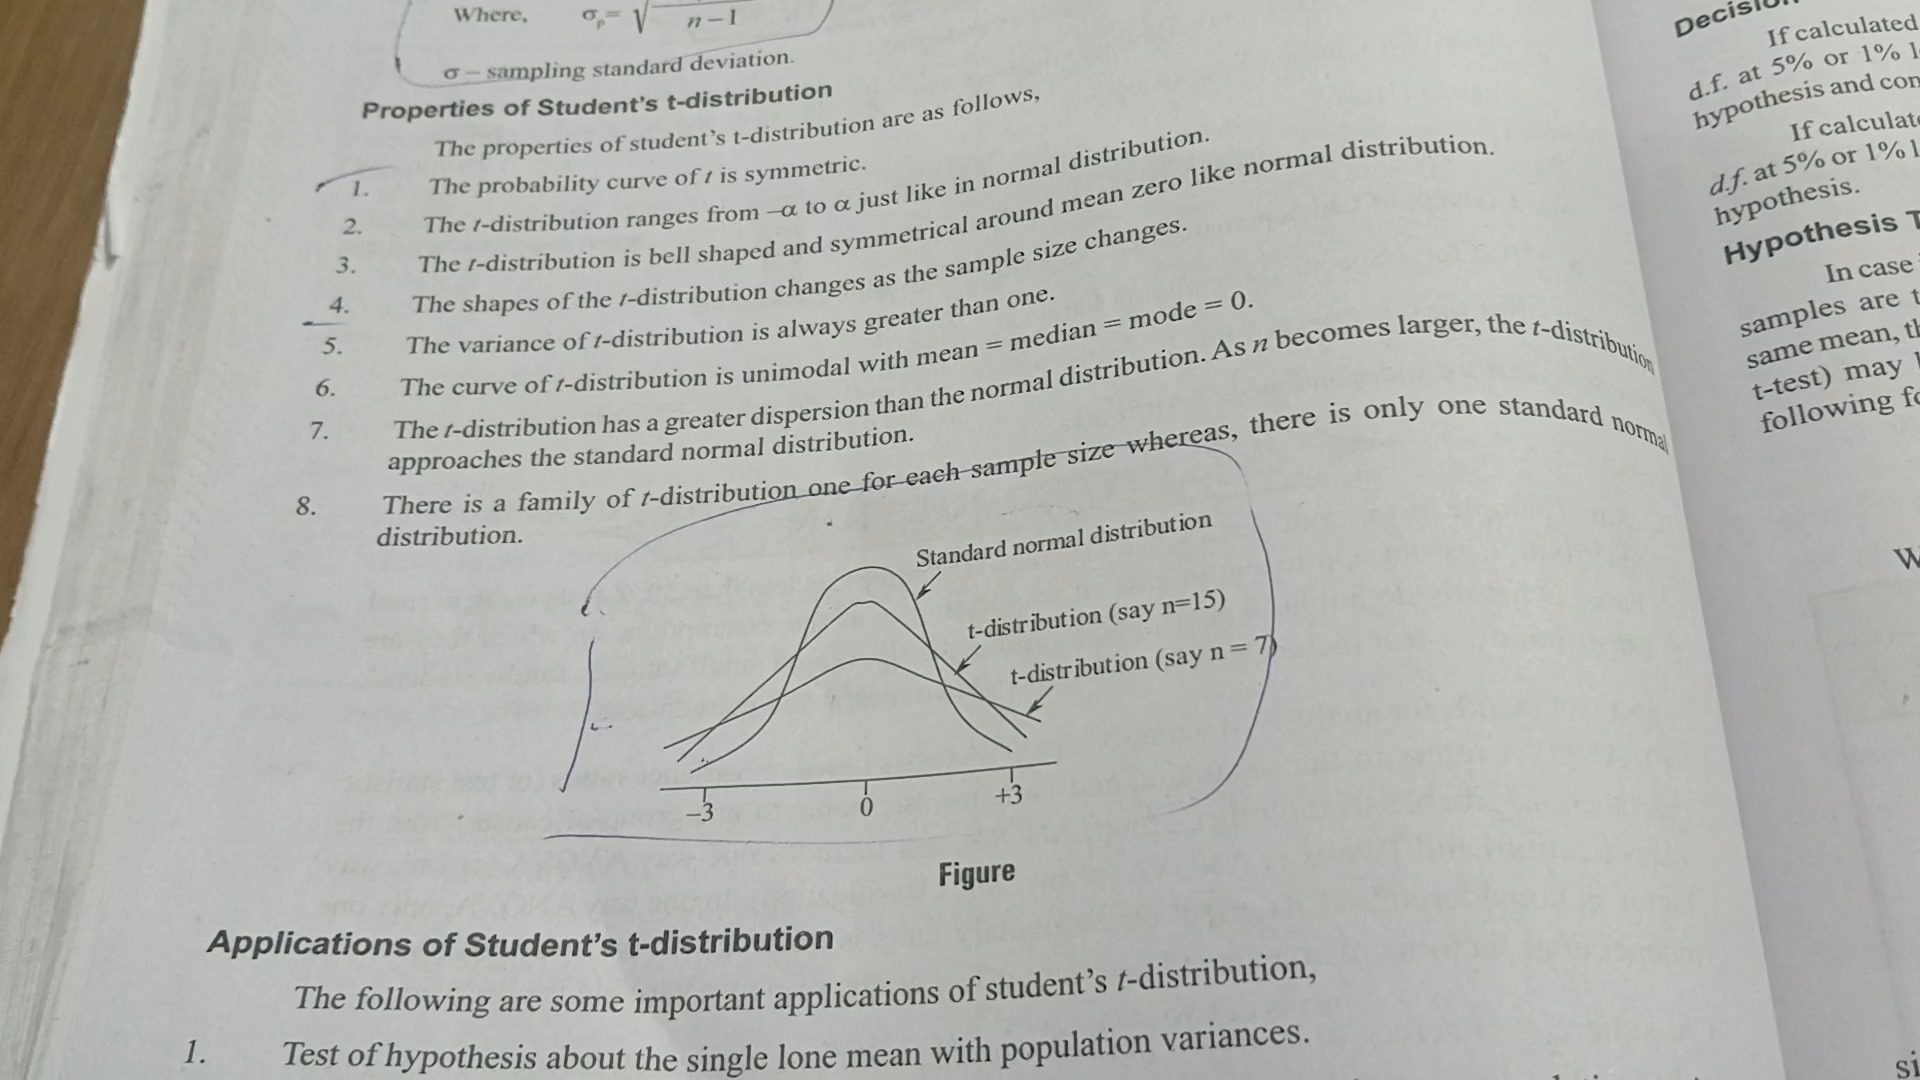 Where, σp= √ n – 1
σ – sampling standard deviation.
Properties of Student's t-distribution
The properties of student's t-distribution are as follows,
1. The probability curve of t is symmetric.
2. The t-distribution ranges from –α to α just like in normal distribution.
3. The t-distribution is bell shaped and symmetrical around mean zero like normal distribution.
4. The shapes of the t-distribution changes as the sample size changes.
5. The variance of t-distribution is always greater than one.
6. The curve of t-distribution is unimodal with mean = median = mode = 0.
7. The t-distribution has a greater dispersion than the normal distribution. As n becomes larger, the t-distribution
approaches the standard normal distribution.
8. There is a family of t-distribution one for each sample size whereas, there is only one standard normal
distribution.
Standard normal distribution
t-distribution (say n=15)
t-distribution (say n = 7)
–3 0 +3
Figure
Applications of Student's t-distribution
The following are some important applications of student's t-distribution,
1. Test of hypothesis about the single lone mean with population variances.
If calculated
d.f. at 5% or 1%
hypothesis and
If
d.f. at 5% or 1%
hypothesis.
Hypothesis
In case
samples are
same mean,
t-test) may
following